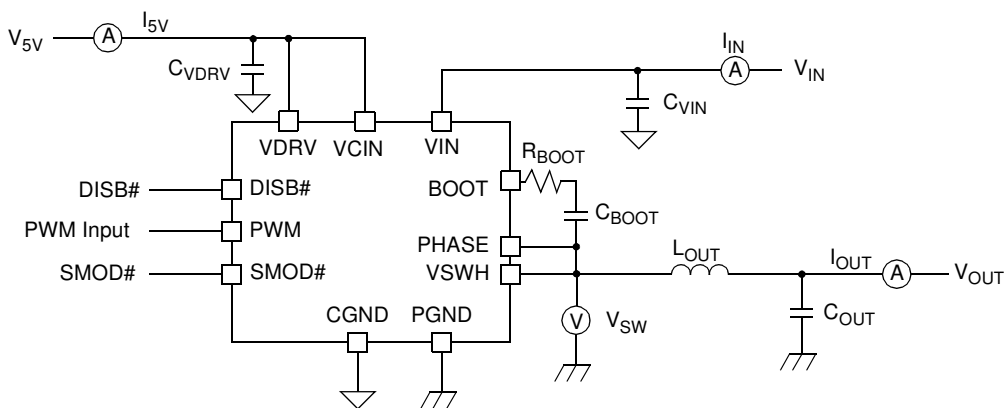 V5V
A
I5V
CVDRV
IIN
A
VIN
CVIN
VDRV
VCIN
VIN
RBOOT
BOOT
CBOOT
DISB#
DISB#
PWM Input
PWM
PHASE
SMOD#
SMOD#
VSWH
LOUT
IOUT
A
VOUT
CGND
PGND
V
VSW
COUT